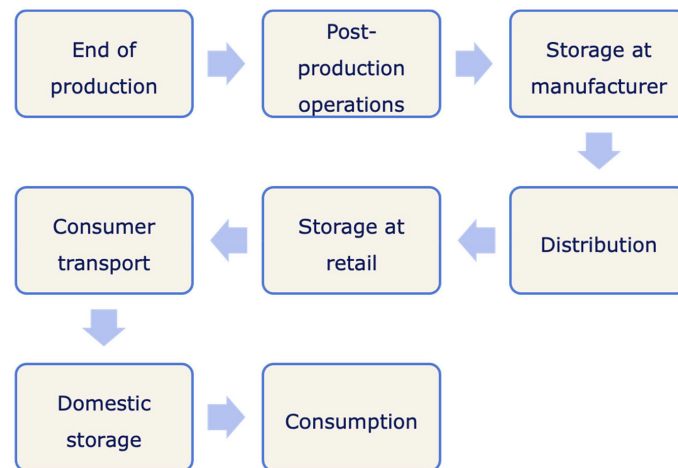 End of
production
Post-
production
operations
Storage at
manufacturer
Distribution
Storage at
retail
Consumer
transport
Domestic
storage
Consumption